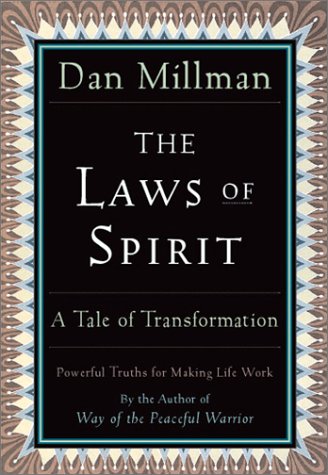 Dan Millman
THE
LAWS OF
SPIRIT
A Tale of Transformation
Powerful Truths for Making Life Work
By the Author of
Way of the Peaceful Warrior